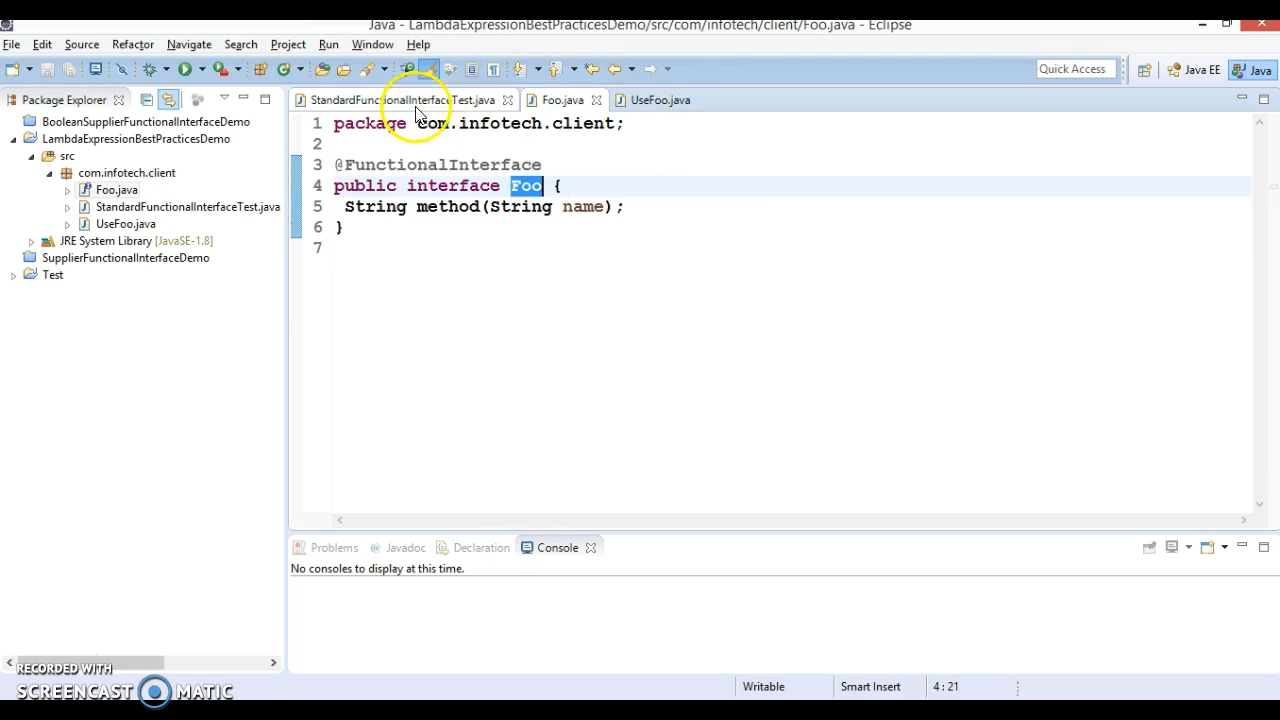 Java - LambdaExpressionBestPracticesDemo/src/com/infotech/client/Foo.java - Eclipse
File Edit Source Refactor Navigate Search Project Run Window Help
Quick Access Java EE Java
Package Explorer
BooleanSupplierFunctionalInterfaceDemo
LambdaExpressionBestPracticesDemo
src
com.infotech.client
Foo.java
StandardFunctionalInterfaceTest.java
UseFoo.java
JRE System Library [JavaSE-1.8]
SupplierFunctionalInterfaceDemo
Test
StandardFunctionalInterfaceTest.java Foo.java UseFoo.java
1 package com.infotech.client;
2
3 @FunctionalInterface
4 public interface Foo {
5 String method(String name);
6 }
7
Problems Javadoc Declaration Console
No consoles to display at this time.
Writable Smart Insert 4 : 21
RECORDED WITH
SCREENCAST MATIC